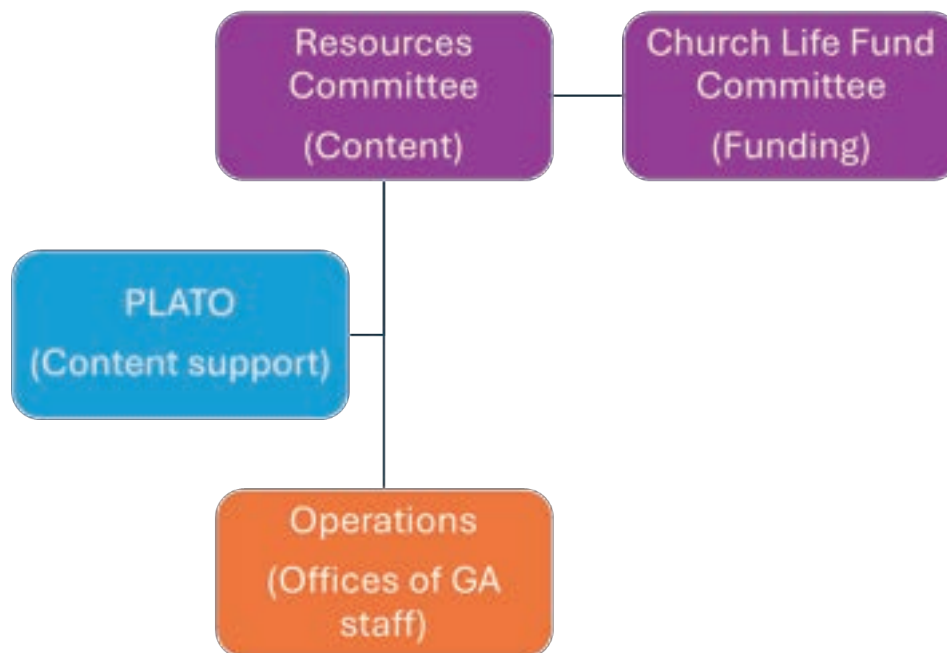 Resources
Committee
(Content)
Church Life Fund
Committee
(Funding)
PLATO
(Content support)
Operations
(Offices of GA
staff)